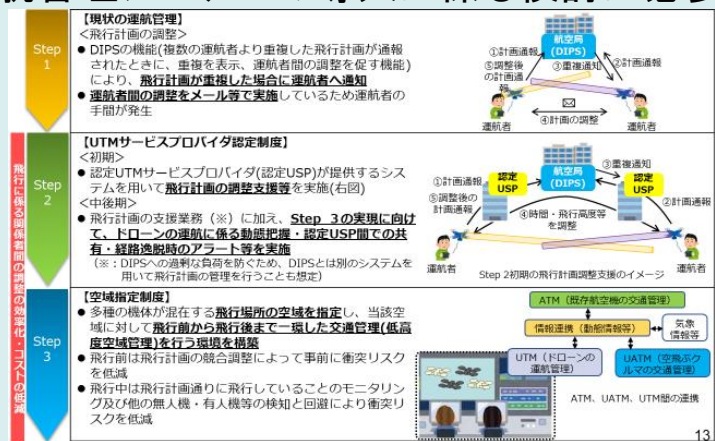 Step
1
【現状の運航管理】
<飛行計画の調整>
● DIPSの機能(複数の運航者より重複した飛行計画が通報
されたときに、重複を表示、運航者間の調整を促す機能)
により、飛行計画が重複した場合に運航者へ通知
● 運航者間の調整をメール等で実施しているため運航者の
手間が発生
航空局
(DIPS)
①計画通報
⑤調整後
の計画通
報
③重複通知
②計画通報
④計画の調整
運航者
運航者
飛行に係る関係者間の調整の効率化・コストの低減
Step
2
【UTMサービスプロバイダ認定制度】
<初期>
● 認定UTMサービスプロバイダ(認定USP)が提供するシス
テムを用いて飛行計画の調整支援等を実施(右図)
<中後期>
● 飛行計画の支援業務（※）に加え、Step 3の実現に向け
て、ドローンの運航に係る動態把握・認定USP間での共
有・経路逸脱時のアラート等を実施
（※：DIPSへの過剰な負荷を防ぐため、DIPSとは別のシステムを
用いて飛行計画の管理を行うことも想定）
航空局
(DIPS)
③重複通知
認定
USP
認定
USP
①計画通報
⑤調整後の
計画通報
②計画通報
④時間・飛行高度等
を調整
運航者
運航者
Step 2初期の飛行計画調整支援のイメージ
Step
3
【空域指定制度】
● 多種の機体が混在する飛行場所の空域を指定し、当該空
域に対して飛行前から飛行後まで一環した交通管理(低高
度空域管理)を行う環境を構築
● 飛行前は飛行計画の競合調整によって事前に衝突リスク
を低減
● 飛行中は飛行計画通りに飛行していることのモニタリン
グ及び他の無人機・有人機等の検知と回避により衝突リ
スクを低減
ATM（既存航空機の交通管理）
情報連携（動態情報等）
気象
情報等
UTM（ドローンの
運航管理）
UATM（空飛ぶク
ルマの交通管理）
ATM、UATM、UTM間の連携
13